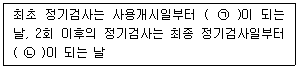 최초 정기검사는 사용개시일부터 ( ㉠ )이 되는
날, 2회 이후의 정기검사는 최종 정기검사일부터
( ㉡ )이 되는 날